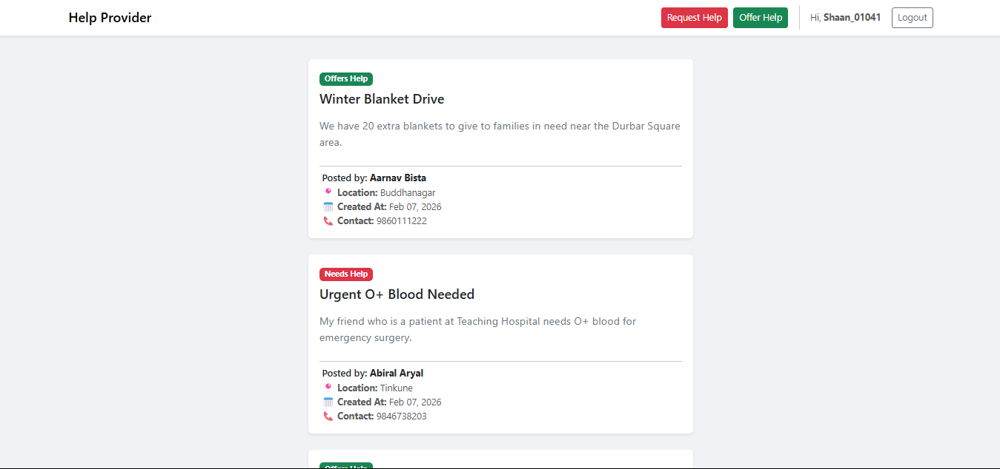 Help Provider
Request Help
Offer Help
Hi, Shaan_01041
Logout
Offers Help
Winter Blanket Drive
We have 20 extra blankets to give to families in need near the Durbar Square
area.
Posted by: Aarnav Bista
Location: Buddhanagar
Created At: Feb 07, 2026
Contact: 9860111222
Needs Help
Urgent O+ Blood Needed
My friend who is a patient at Teaching Hospital needs O+ blood for
emergency surgery.
Posted by: Abiral Aryal
Location: Tinkune
Created At: Feb 07, 2026
Contact: 9846738203
Offers Help